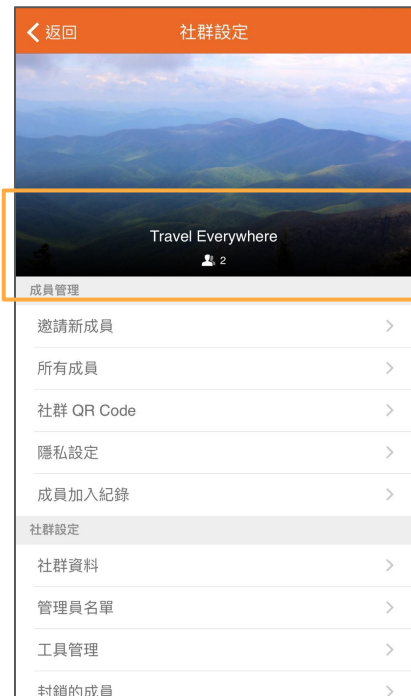 返回
社群設定
Travel Everywhere
2
成員管理
邀請新成員
所有成員
社群 QR Code
隱私設定
成員加入紀錄
社群設定
社群資料
管理員名單
工具管理
封鎖的成員